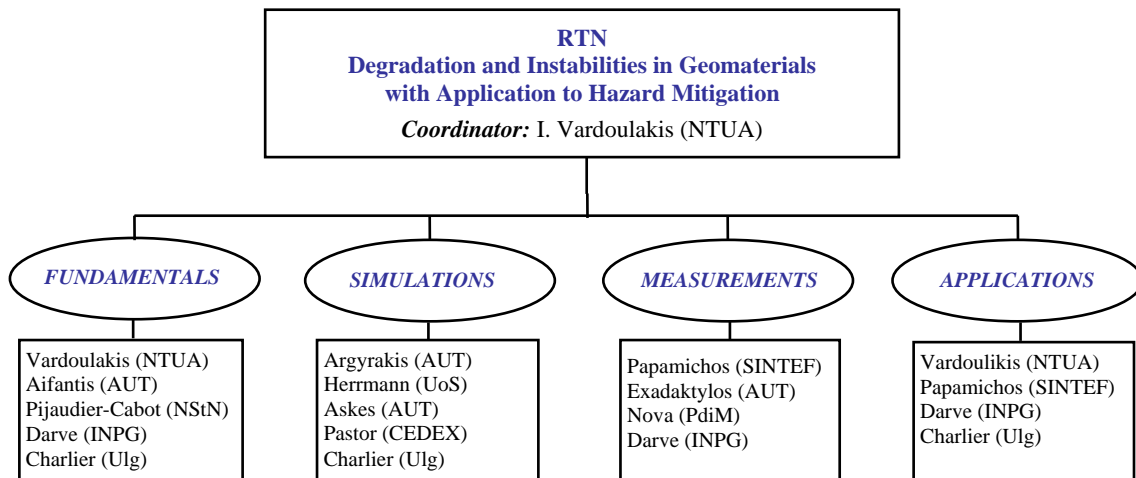 RTN
Degradation and Instabilities in Geomaterials
with Application to Hazard Mitigation
Coordinator: I. Vardoulakis (NTUA)
FUNDAMENTALS
SIMULATIONS
MEASUREMENTS
APPLICATIONS
Vardoulakis (NTUA)
Aifantis (AUT)
Pijaudier-Cabot (NStN)
Darve (INPG)
Charlier (Ulg)
Argyrakis (AUT)
Herrmann (UoS)
Askes (AUT)
Pastor (CEDEX)
Charlier (Ulg)
Papamichos (SINTEF)
Exadaktylos (AUT)
Nova (PdiM)
Darve (INPG)
Vardoulikis (NTUA)
Papamichos (SINTEF)
Darve (INPG)
Charlier (Ulg)